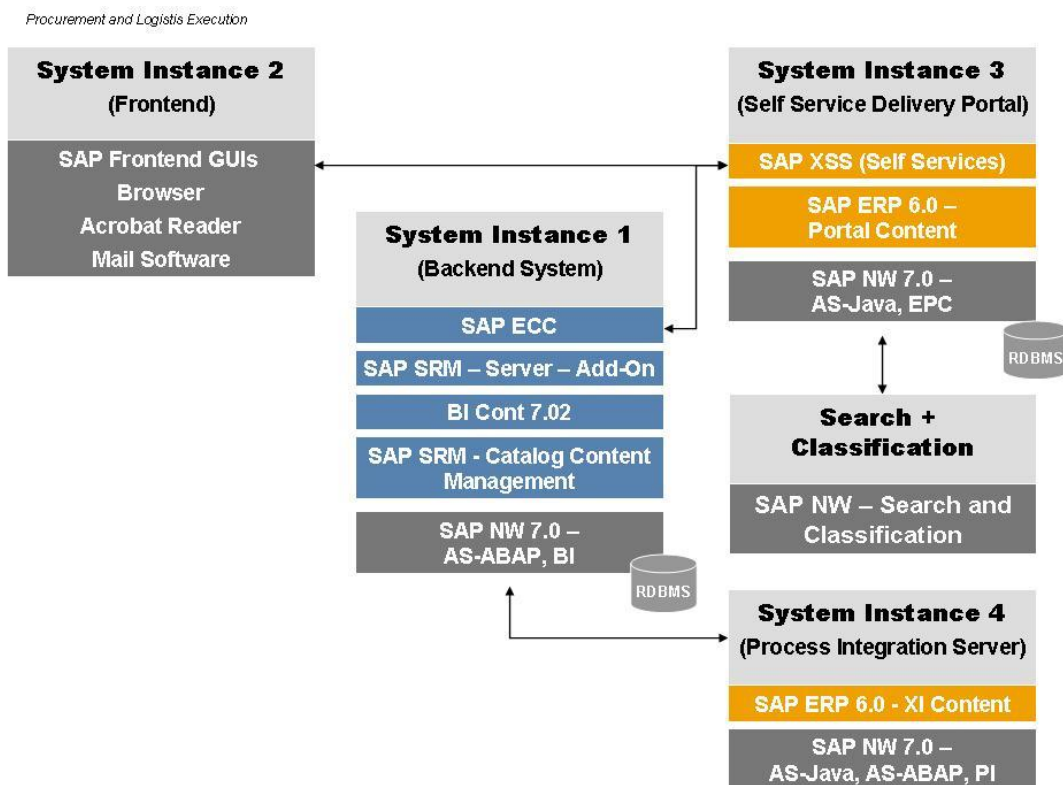 Procurement and Logistis Execution
System Instance 2
(Frontend)
SAP Frontend GUIs
Browser
Acrobat Reader
Mail Software
System Instance 1
(Backend System)
SAP ECC
SAP SRM – Server – Add-On
BI Cont 7.02
SAP SRM - Catalog Content
Management
SAP NW 7.0 –
AS-ABAP, BI
RDBMS
System Instance 3
(Self Service Delivery Portal)
SAP XSS (Self Services)
SAP ERP 6.0 –
Portal Content
SAP NW 7.0 –
AS-Java, EPC
RDBMS
Search +
Classification
SAP NW – Search and
Classification
System Instance 4
(Process Integration Server)
SAP ERP 6.0 - XI Content
SAP NW 7.0 –
AS-Java, AS-ABAP, PI